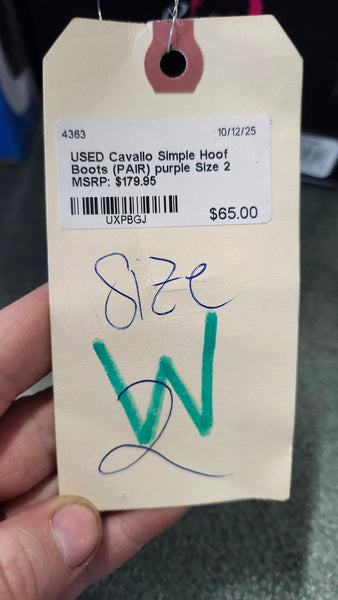 4363 10/12/25
USED Cavallo Simple Hoof
Boots (PAIR) purple Size 2
MSRP: $179.95
UXPBGJ $65.00
Size
W
2